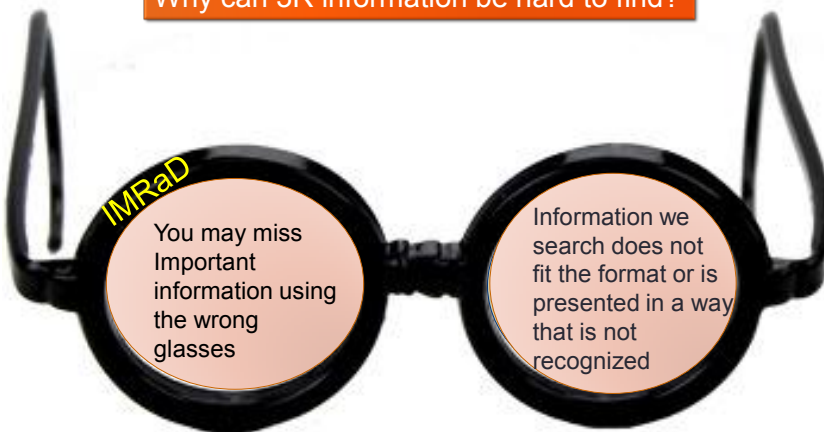 Why can 3R information be hard to find?
IMRaD
You may miss
Important
information using
the wrong
glasses
Information we
search does not
fit the format or is
presented in a way
that is not
recognized